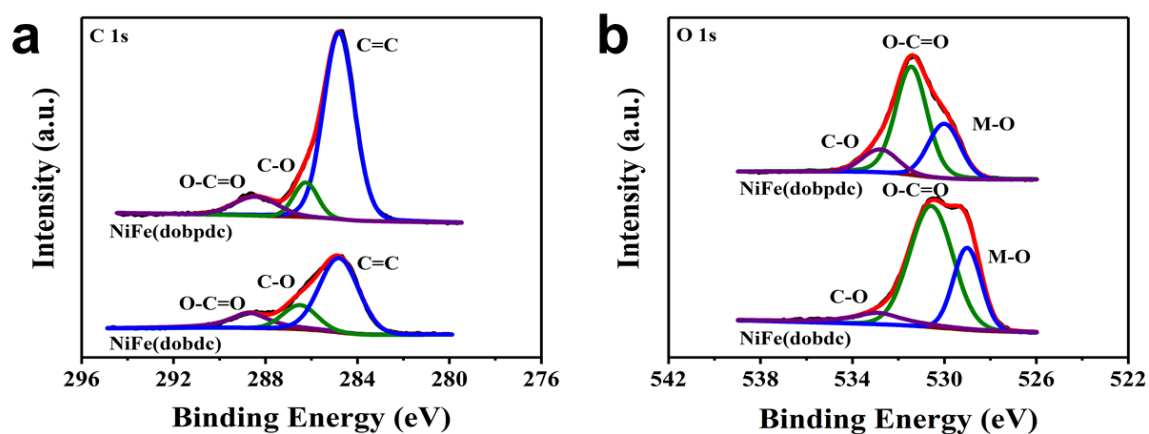 a
C 1s
C=C
C-O
O-C=O
NiFe(dobpdc)
C=C
C-O
O-C=O
NiFe(dobdc)
Intensity (a.u.)
296 292 288 284 280 276
Binding Energy (eV)
b
O 1s
O-C=O
M-O
C-O
NiFe(dobpdc)
O-C=O
M-O
C-O
NiFe(dobdc)
Intensity (a.u.)
542 538 534 530 526 522
Binding Energy (eV)